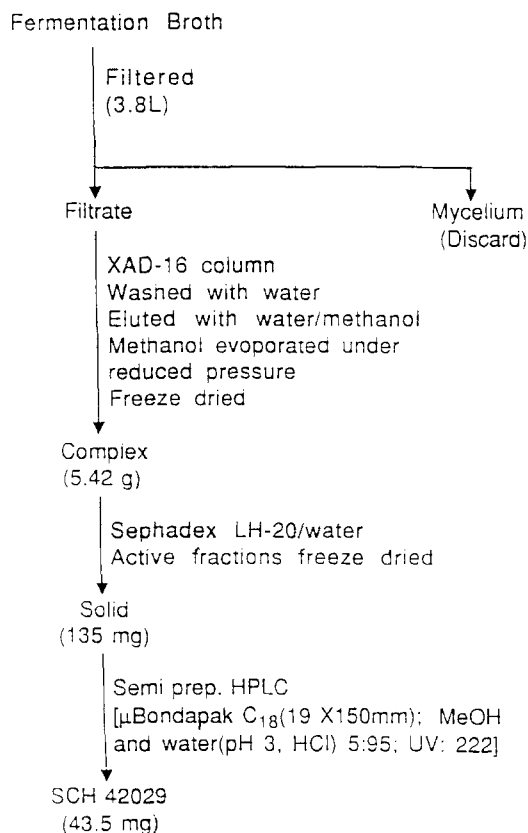 Fermentation Broth
Filtered
(3.8L)
Filtrate
Mycelium
(Discard)
XAD-16 column
Washed with water
Eluted with water/methanol
Methanol evoporated under
reduced pressure
Freeze dried
Complex
(5.42 g)
Sephadex LH-20/water
Active fractions freeze dried
Solid
(135 mg)
Semi prep. HPLC
[µBondapak C₁₈(19 X150mm); MeOH
and water(pH 3, HCl) 5:95; UV: 222]
SCH 42029
(43.5 mg)